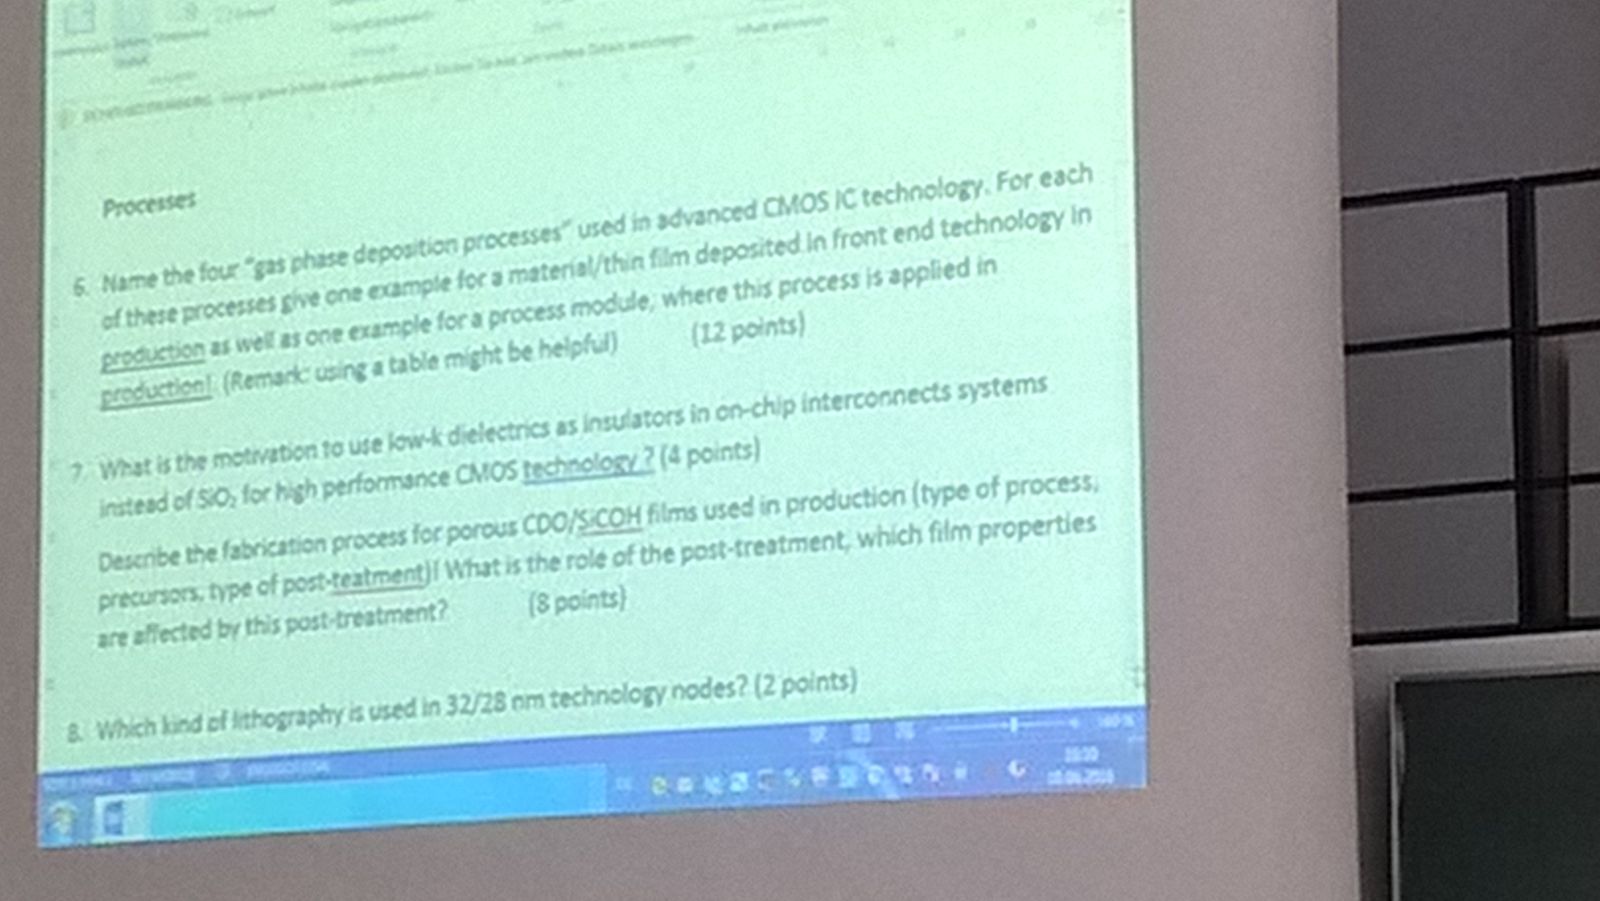 Processes
6. Name the four "gas phase deposition processes" used in advanced CMOS IC technology. For each
of these processes give one example for a material/thin film deposited in front end technology in
production as well as one example for a process module, where this process is applied in
production!. (Remark: using a table might be helpful) (12 points)
7. What is the motivation to use low-k dielectrics as insulators in on-chip interconnects systems
instead of SiO₂ for high performance CMOS technology ? (4 points)
Describe the fabrication process for porous CDO/SiCOH films used in production (type of process,
precursors, type of post-teatment)! What is the role of the post-treatment, which film properties
are affected by this post-treatment? (8 points)
8. Which kind of lithography is used in 32/28 nm technology nodes? (2 points)